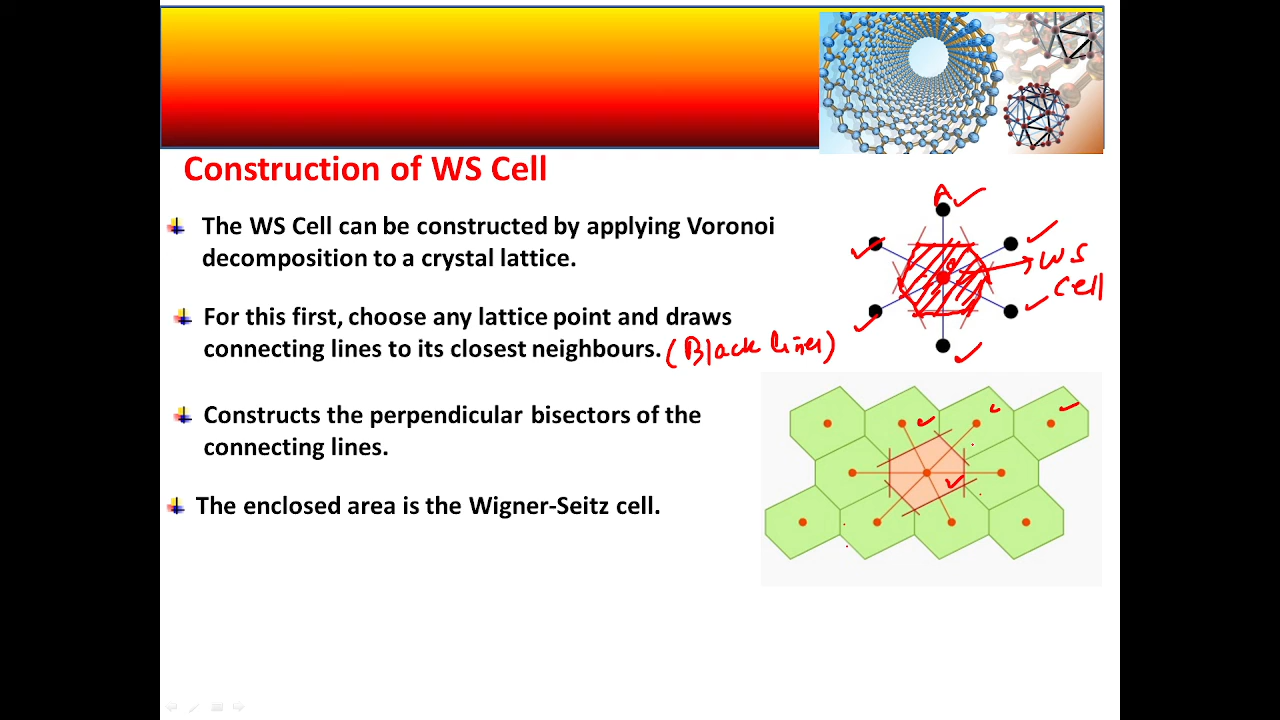 Construction of WS Cell
The WS Cell can be constructed by applying Voronoi
decomposition to a crystal lattice.
For this first, choose any lattice point and draws
connecting lines to its closest neighbours. (Black lines)
Constructs the perpendicular bisectors of the
connecting lines.
The enclosed area is the Wigner-Seitz cell.
A
WS
Cell